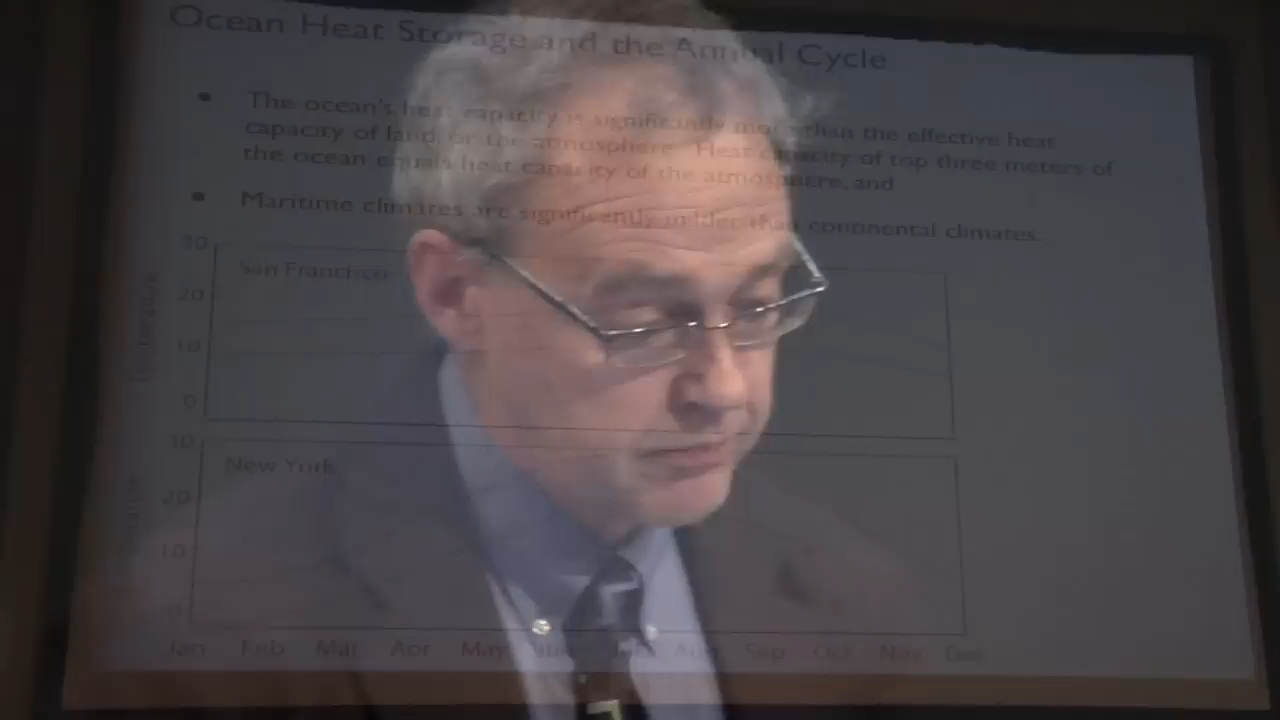 Ocean Heat Storage and the Annual Cycle
• The ocean's heat capacity is significantly more than the effective heat
capacity of land, or the atmosphere. Heat capacity of top three meters of
the ocean equals heat capacity of the atmosphere, and
• Maritime climates are significantly milder than continental climates.
30
San Francisco
20
10
0
Temperature
New York
20
10
Jan Feb Mar Apr May Jun Aug Sep Oct Nov Dec